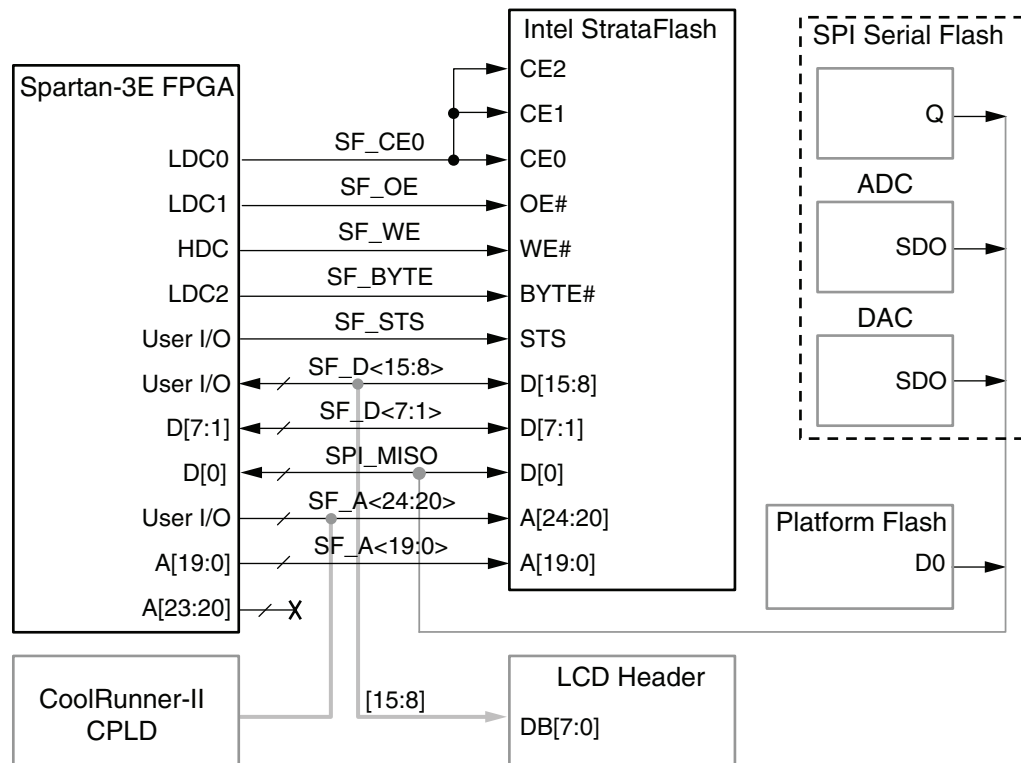 Intel StrataFlash
SPI Serial Flash
Spartan-3E FPGA
CE2
CE1
Q
LDC0
SF_CE0
CE0
ADC
LDC1
SF_OE
OE#
HDC
SF_WE
WE#
SDO
LDC2
SF_BYTE
BYTE#
DAC
User I/O
SF_STS
STS
User I/O
SF_D<15:8>
D[15:8]
SDO
D[7:1]
SF_D<7:1>
D[7:1]
D[0]
SPI_MISO
D[0]
User I/O
SF_A<24:20>
A[24:20]
Platform Flash
A[19:0]
SF_A<19:0>
A[19:0]
D0
A[23:20]
X
CoolRunner-II
CPLD
[15:8]
LCD Header
DB[7:0]